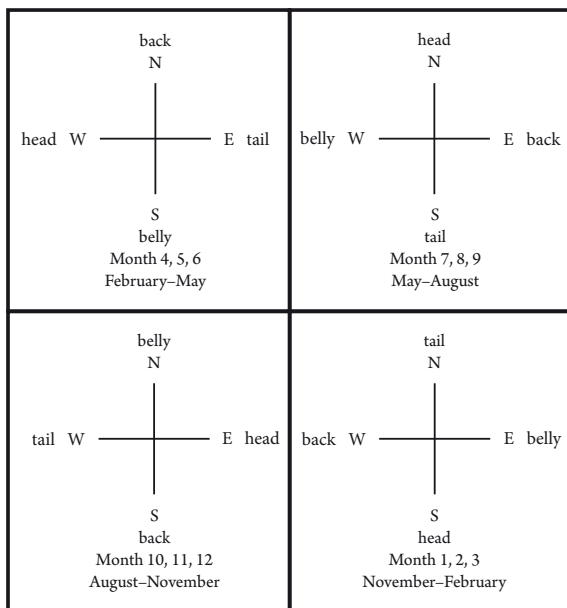 back
N
head W E tail
S
belly
Month 4, 5, 6
February–May
head
N
belly W E back
S
tail
Month 7, 8, 9
May–August
belly
N
tail W E head
S
back
Month 10, 11, 12
August–November
tail
N
back W E belly
S
head
Month 1, 2, 3
November–February